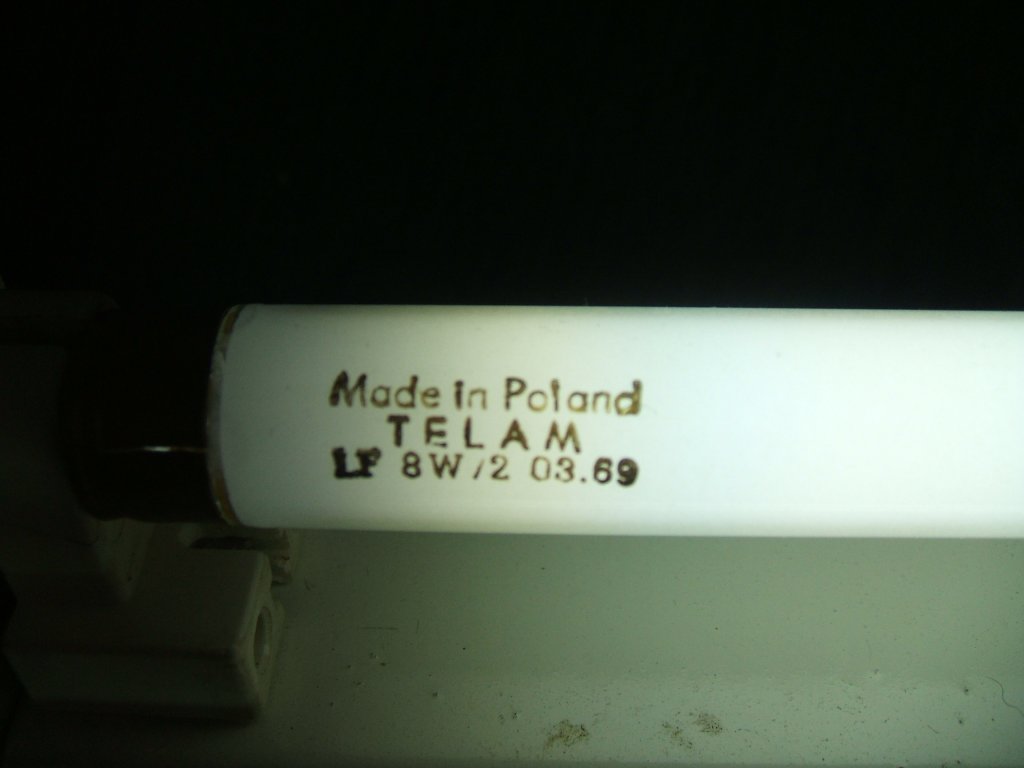 Made in Poland
TELAM
LF 8W/2 03.69